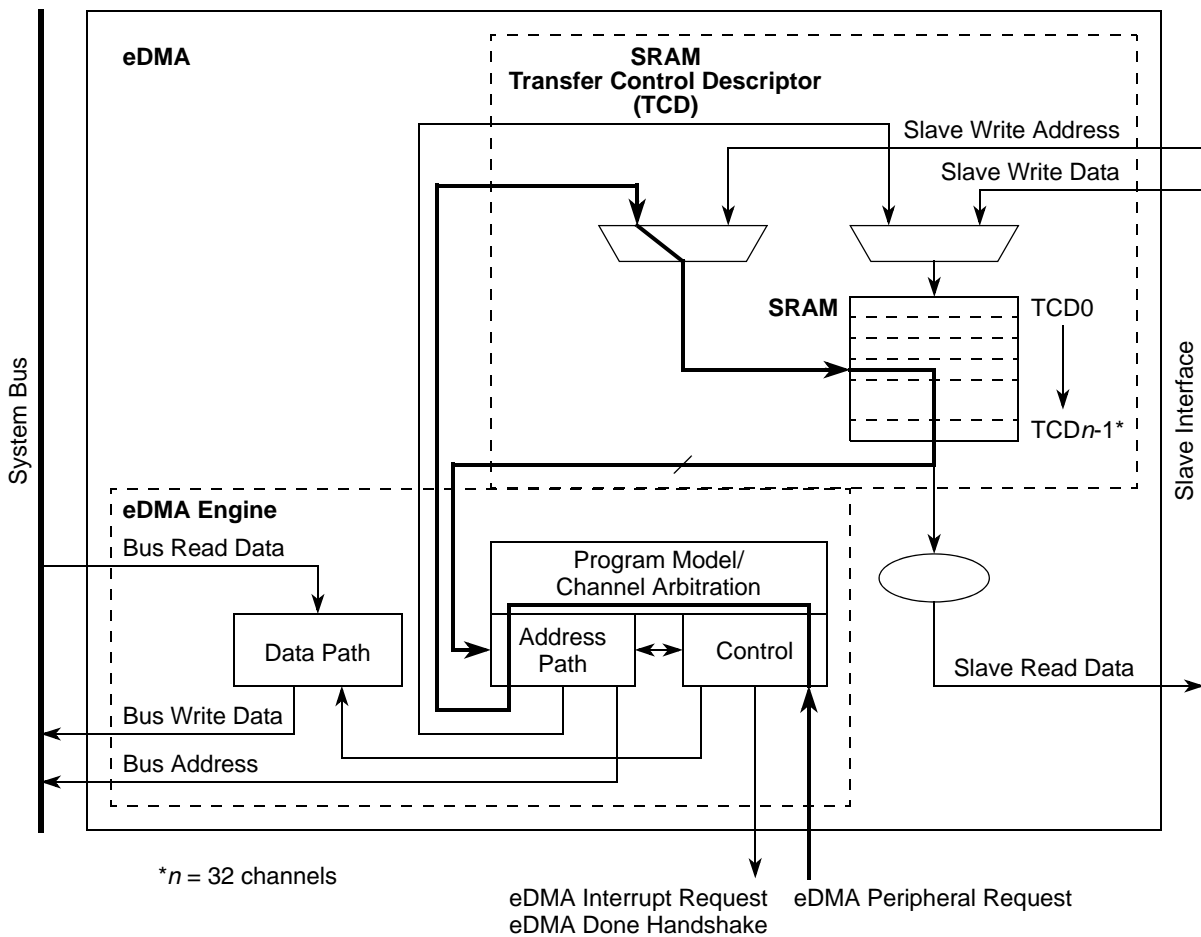 eDMA
SRAM
Transfer Control Descriptor
(TCD)
Slave Write Address
Slave Write Data
SRAM
TCD0
TCDn-1*
System Bus
Slave Interface
eDMA Engine
Bus Read Data
Program Model/
Channel Arbitration
Data Path
Address
Path
Control
Slave Read Data
Bus Write Data
Bus Address
*n = 32 channels
eDMA Interrupt Request
eDMA Done Handshake
eDMA Peripheral Request